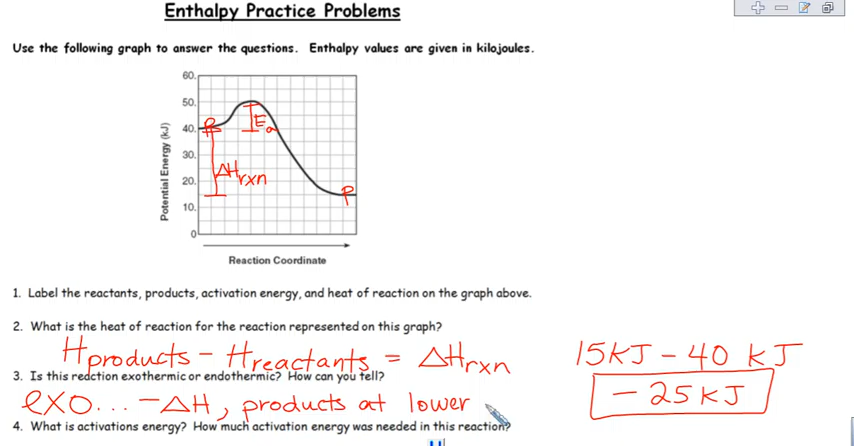 Enthalpy Practice Problems
Use the following graph to answer the questions. Enthalpy values are given in kilojoules.
60.
50.
40.
30.
20.
10.
0
Potential Energy (kJ)
Reaction Coordinate
R
Ea
ΔHrxn
P
1. Label the reactants, products, activation energy, and heat of reaction on the graph above.
2. What is the heat of reaction for the reaction represented on this graph?
Hproducts - Hreactants = ΔHrxn
15KJ - 40 KJ
-25KJ
3. Is this reaction exothermic or endothermic? How can you tell?
exo... -ΔH, products at lower
4. What is activations energy? How much activation energy was needed in this reaction?